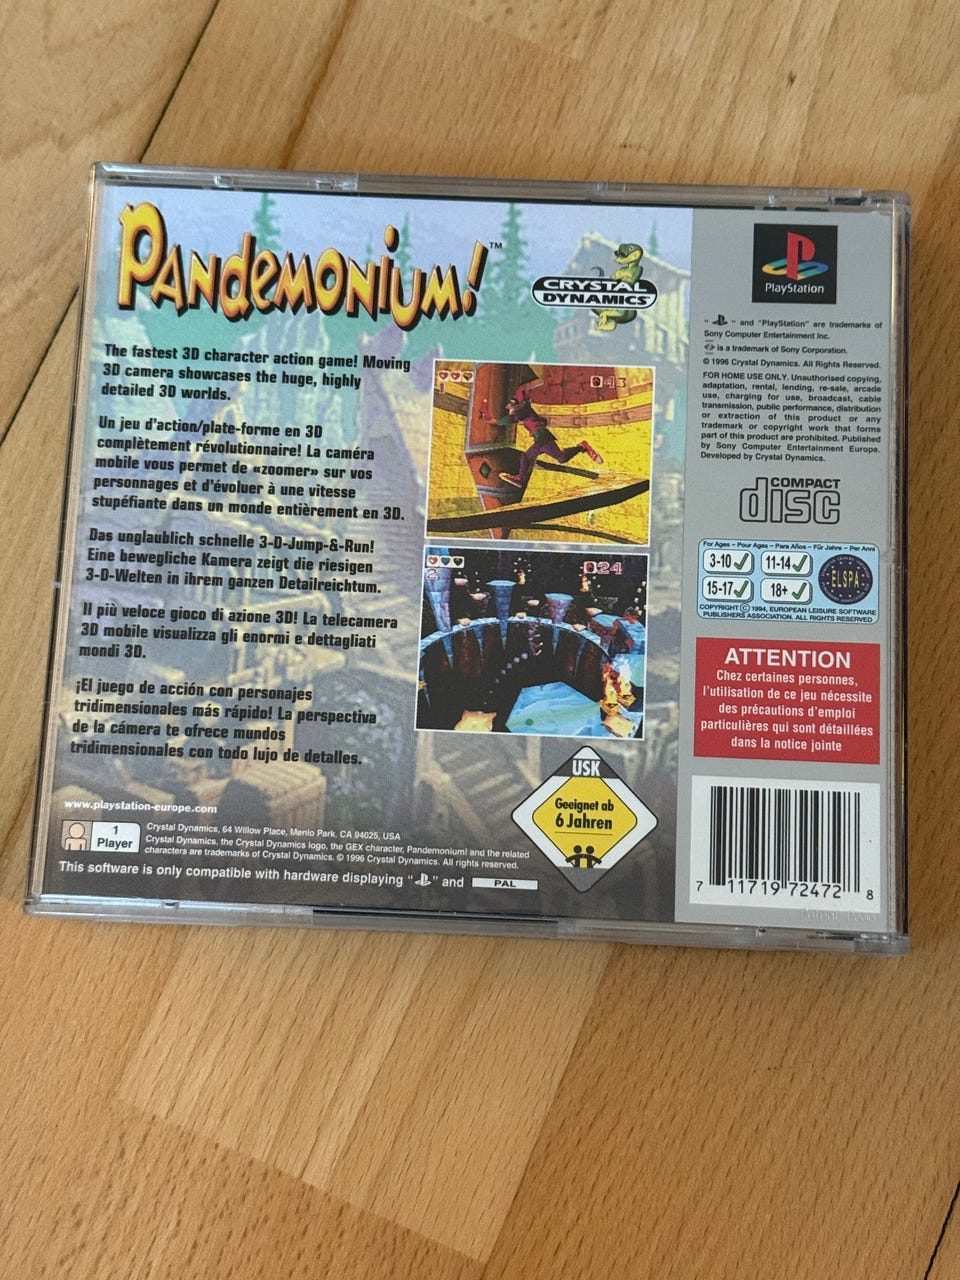 PANDEMONIUM!™
CRYSTAL
DYNAMICS
The fastest 3D character action game! Moving
3D camera showcases the huge, highly
detailed 3D worlds.
Un jeu d'action/plate-forme en 3D
complètement révolutionnaire! La caméra
mobile vous permet de «zoomer» sur vos
personnages et d'évoluer à une vitesse
stupéfiante dans un monde entièrement en 3D.
Das unglaublich schnelle 3-D-Jump-&-Run!
Eine bewegliche Kamera zeigt die riesigen
3-D-Welten in ihrem ganzen Detailreichtum.
Il più veloce gioco di azione 3D! La telecamera
3D mobile visualizza gli enormi e dettagliati
mondi 3D.
¡El juego de acción con personajes
tridimensionales más rápido! La perspectiva
de la cámara te ofrece mundos
tridimensionales con todo lujo de detalles.
43
24
2
www.playstation-europe.com
1
Player
Crystal Dynamics, 64 Willow Place, Menlo Park. CA 94025, USA
Crystal Dynamics, the Crystal Dynamics logo, the GEX character, Pandemonium! and the related
characters are trademarks of Crystal Dynamics. © 1996 Crystal Dynamics. All rights reserved.
This software is only compatible with hardware displaying " " and PAL
USK
Geeignet ab
6 Jahren
PlayStation
" " and "PlayStation" are trademarks of
Sony Computer Entertainment Inc.
is a trademark of Sony Corporation.
© 1996 Crystal Dynamics. All Rights Reserved.
FOR HOME USE ONLY. Unauthorised copying,
adaptation, rental, lending, re-sale, arcade
use, charging for use, broadcast, cable
transmission, public performance, distribution
or extraction of this product or any
trademark or copyright work that forms
part of this product are prohibited. Published
by Sony Computer Entertainment Europe.
Developed by Crystal Dynamics.
COMPACT
disc
For Ages – Pour Ages – Para Años – Für Jahre – Per Anni
3-10 11-14
15-17 18+
ELSPA
COPYRIGHT © 1994, EUROPEAN LEISURE SOFTWARE
PUBLISHERS ASSOCIATION. ALL RIGHTS RESERVED
ATTENTION
Chez certaines personnes,
l'utilisation de ce jeu nécessite
des précautions d'emploi
particulières qui sont détaillées
dans la notice jointe
7 11719 72472 8